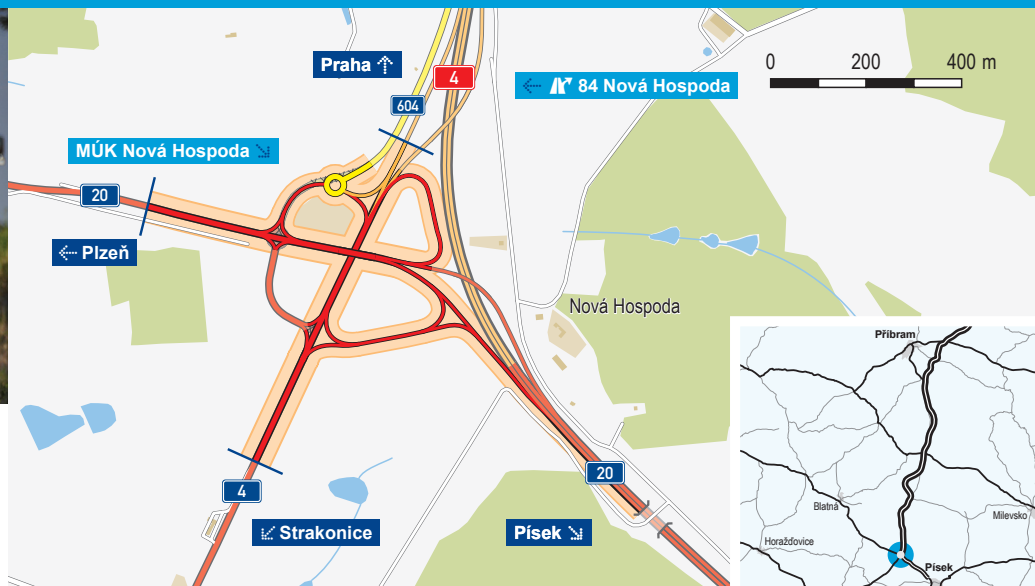 Praha
4
604
84 Nová Hospoda
0 200 400 m
MÚK Nová Hospoda
20
Plzeň
Nová Hospoda
20
4
Strakonice
Písek
Příbram
Blatná
Milevsko
Horažďovice
Písek